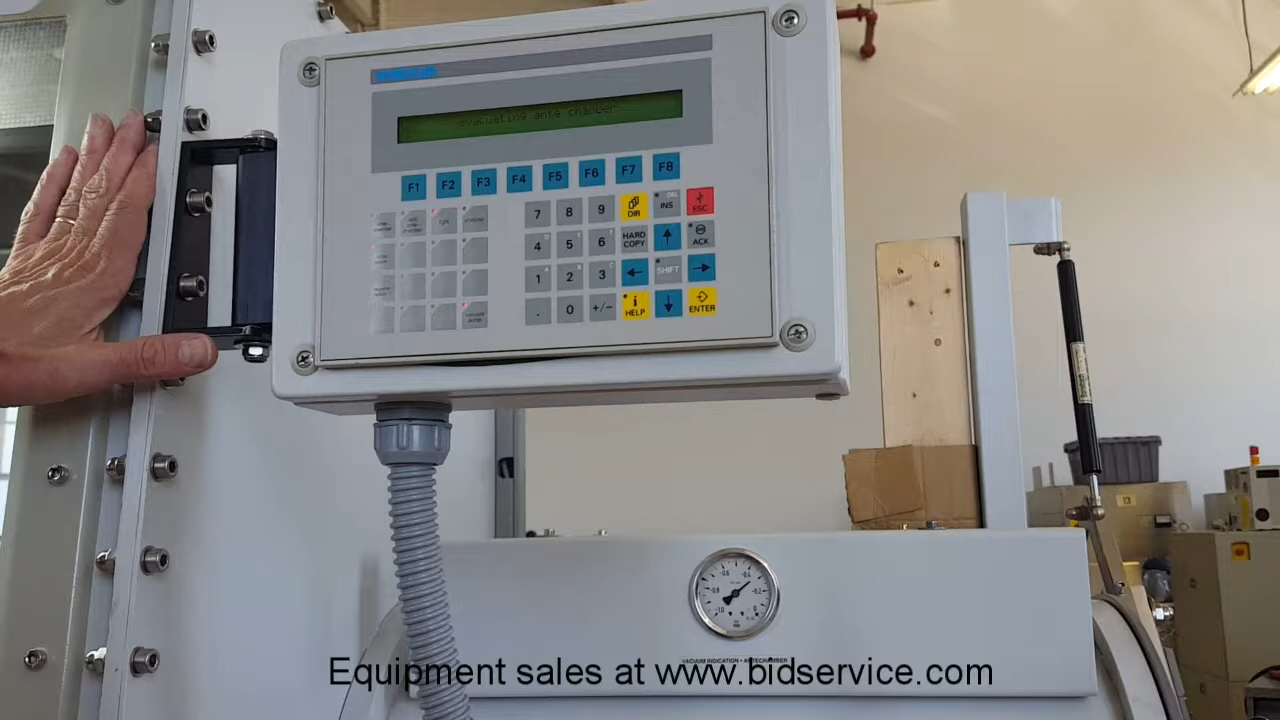 evacuating ante chamber
F1 F2 F3 F4 F5 F6 F7 F8
7 8 9 DIR DEL INS ESC
4 5 6 HARD COPY ACK
1 2 3 SHIFT
. 0 +/- HELP ENTER
VACUUM INDICATION • ANTECHAMBER
Equipment sales at www.bidservice.com